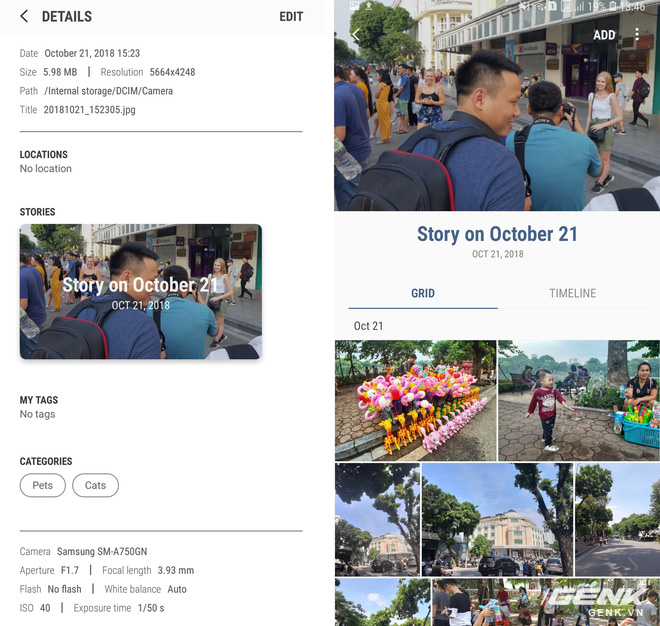 DETAILS
EDIT
Date October 21, 2018 15:23
Size 5.98 MB | Resolution 5664x4248
Path /Internal storage/DCIM/Camera
Title 20181021_152305.jpg
LOCATIONS
No location
STORIES
Story on October 21
OCT 21, 2018
MY TAGS
No tags
CATEGORIES
Pets
Cats
Camera Samsung SM-A750GN
Aperture F1.7 | Focal length 3.93 mm
Flash No flash | White balance Auto
ISO 40 | Exposure time 1/50 s
19% 13:46
ADD
SONY
Story on October 21
OCT 21, 2018
GRID
TIMELINE
Oct 21
GENK
GENK.VN